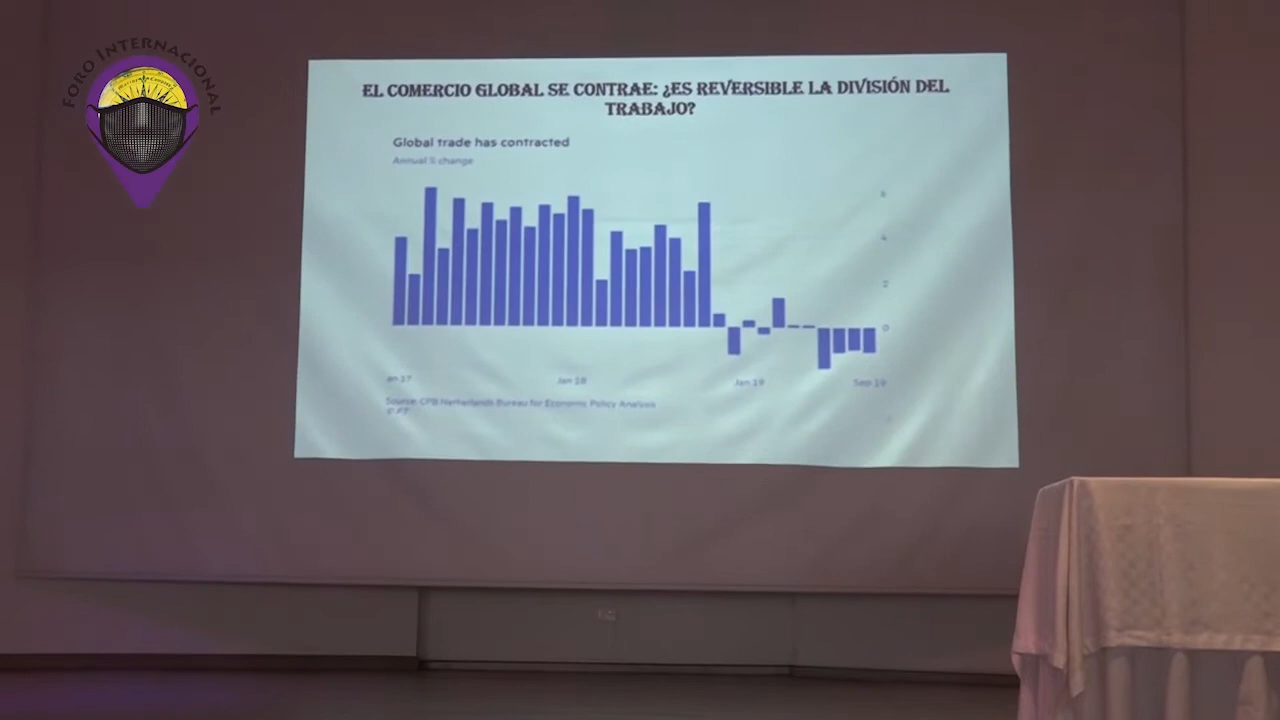 FORO INTERNACIONAL
EL COMERCIO GLOBAL SE CONTRAE: ¿ES REVERSIBLE LA DIVISIÓN DEL
TRABAJO?
Global trade has contracted
Annual % change
6
4
2
0
an 17
Jan 18
Jan 19
Sep 19
Source: CPB Netherlands Bureau for Economic Policy Analysis
© FT